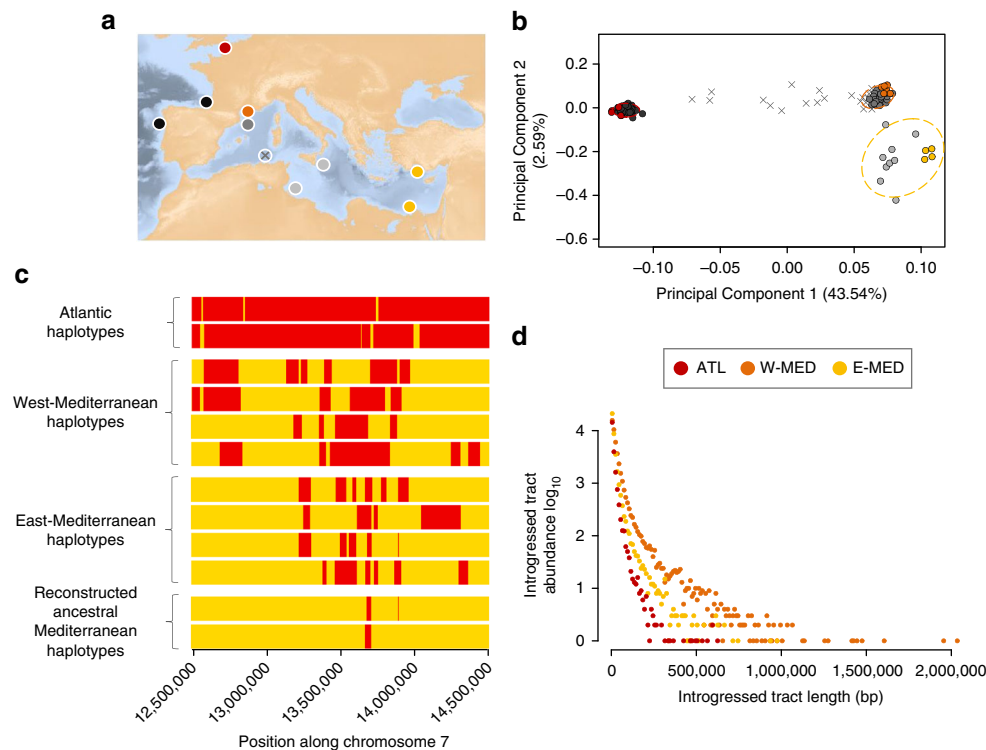 a
b
Principal Component 2
(2.59%)
0.2
0.0
–0.2
–0.4
–0.6
–0.10
–0.05
0.00
0.05
0.10
Principal Component 1 (43.54%)
c
Atlantic
haplotypes
West-Mediterranean
haplotypes
East-Mediterranean
haplotypes
Reconstructed
ancestral
Mediterranean
haplotypes
12,500,000
13,000,000
13,500,000
14,000,000
14,500,000
Position along chromosome 7
d
ATL
W-MED
E-MED
Introgressed tract
abundance log10
4
3
2
1
0
0
500,000
1,000,000
1,500,000
2,000,000
Introgressed tract length (bp)